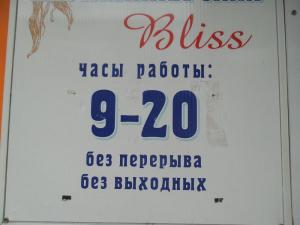 Bliss
часы работы:
9-20
без перерыва
без выходных